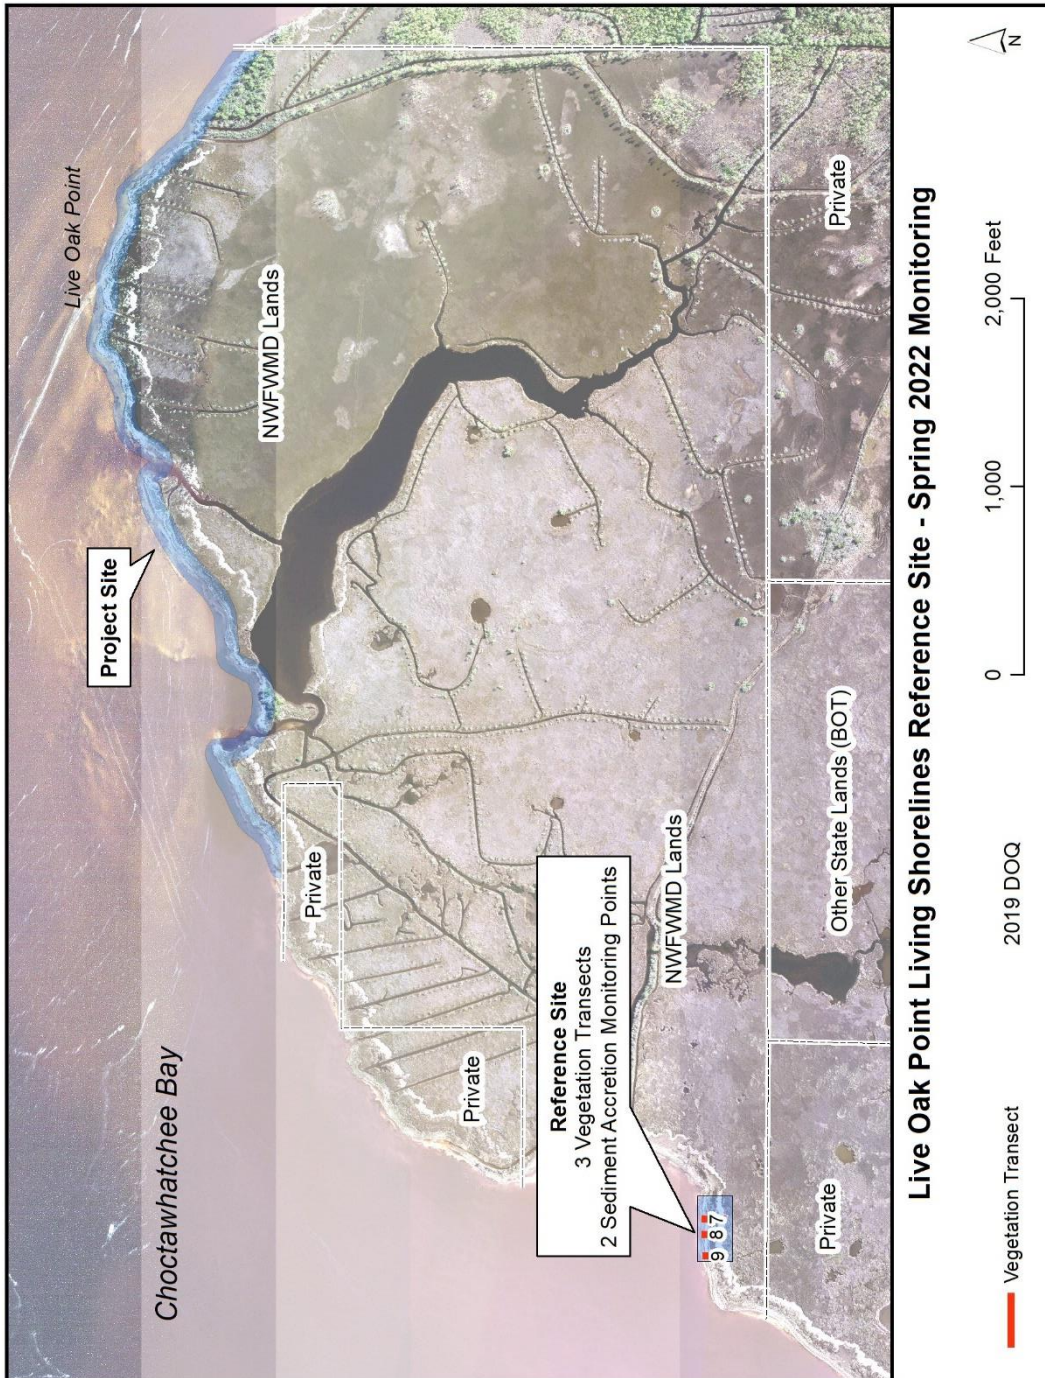 Live Oak Point
Project Site
Choctawhatchee Bay
NWFWMD Lands
Private
Private
Reference Site
3 Vegetation Transects
2 Sediment Accretion Monitoring Points
NWFWMD Lands
9 8 7
Private
Other State Lands (BOT)
Private
Live Oak Point Living Shorelines Reference Site - Spring 2022 Monitoring
0 1,000 2,000 Feet
Vegetation Transect
2019 DOQ
N